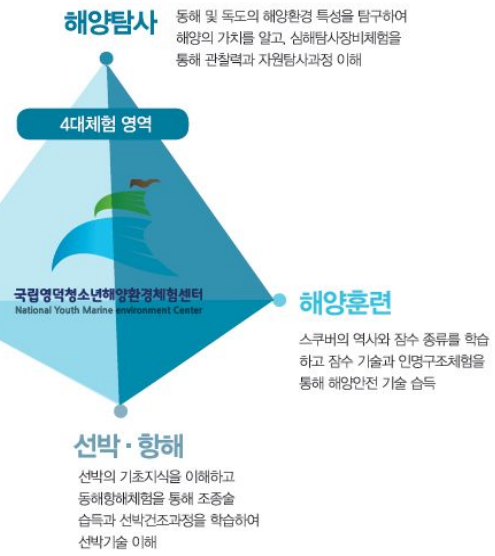 해양탐사
동해 및 독도의 해양환경 특성을 탐구하여
해양의 가치를 알고, 심해탐사장비체험을
통해 관찰력과 자원탐사과정 이해
4대체험 영역
국립영덕청소년해양환경체험센터
National Youth Marine environment Center
해양훈련
스쿠버의 역사와 잠수 종류를 학습
하고 잠수 기술과 인명구조체험을
통해 해양안전 기술 습득
선박·항해
선박의 기초지식을 이해하고
동해항해체험을 통해 조종술
습득과 선박건조과정을 학습하여
선박기술 이해